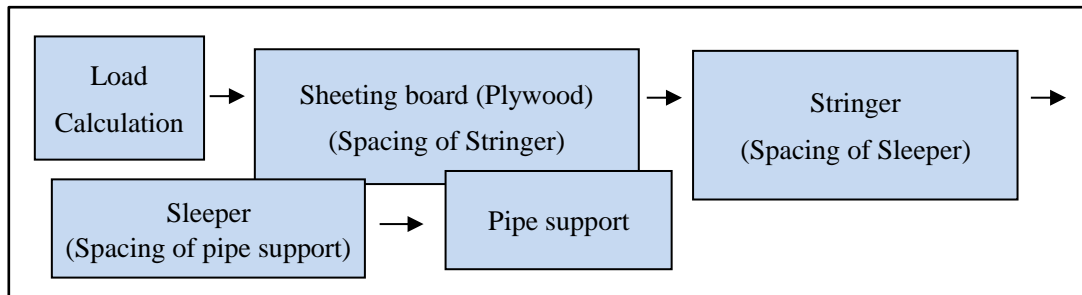 Load
Calculation
Sheeting board (Plywood)
(Spacing of Stringer)
Stringer
(Spacing of Sleeper)
Sleeper
(Spacing of pipe support)
Pipe support